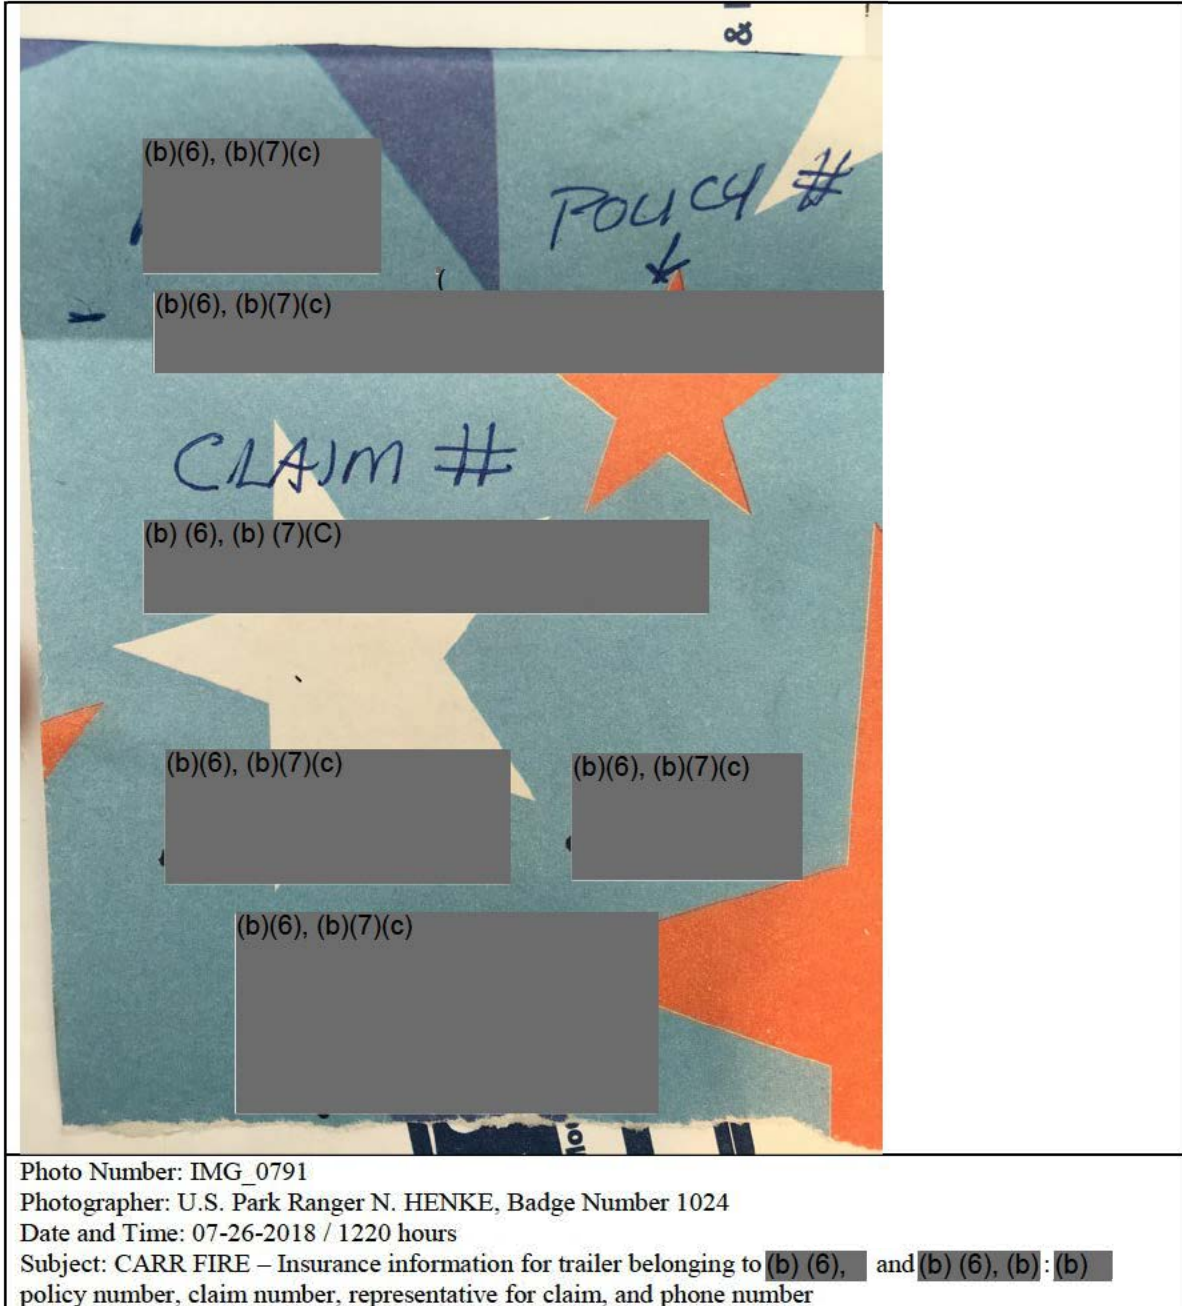 &
(b)(6), (b)(7)(c)
POLICY #
(b)(6), (b)(7)(c)
CLAIM #
(b) (6), (b) (7)(C)
(b)(6), (b)(7)(c) (b)(6), (b)(7)(c)
(b)(6), (b)(7)(c)
Photo Number: IMG_0791
Photographer: U.S. Park Ranger N. HENKE, Badge Number 1024
Date and Time: 07-26-2018 / 1220 hours
Subject: CARR FIRE – Insurance information for trailer belonging to (b) (6), and (b) (6), (b) : (b)
policy number, claim number, representative for claim, and phone number